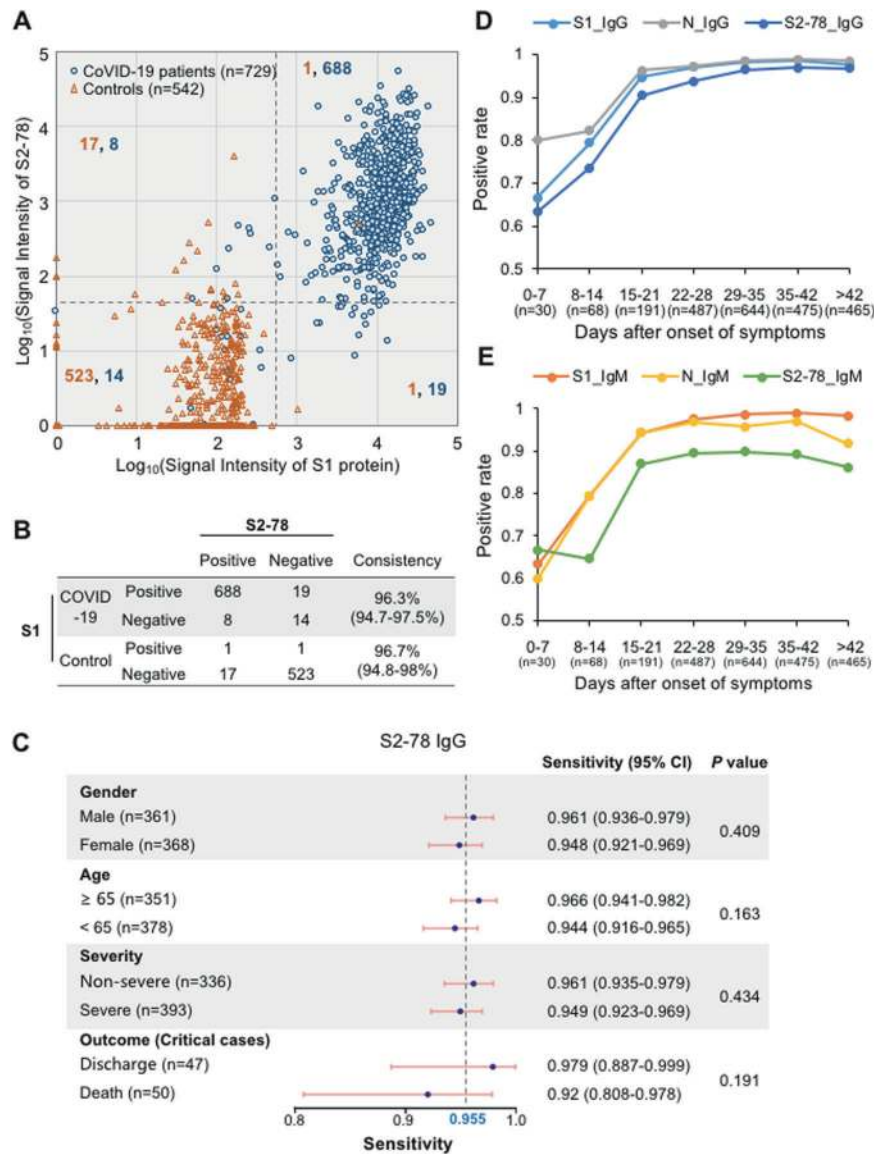 A
Log₁₀(Signal Intensity of S2-78)
5
4
3
2
1
0
CoVID-19 patients (n=729)
Controls (n=542)
1, 688
17, 8
523, 14
1, 19
0 1 2 3 4 5
Log₁₀(Signal Intensity of S1 protein)
B
S2-78
Positive Negative Consistency
S1
COVID
-19
Positive 688 19
96.3%
(94.7-97.5%)
Negative 8 14
Control
Positive 1 1
96.7%
(94.8-98%)
Negative 17 523
C
S2-78 IgG
Sensitivity (95% CI) P value
Gender
Male (n=361) 0.961 (0.936-0.979)
0.409
Female (n=368) 0.948 (0.921-0.969)
Age
≥ 65 (n=351) 0.966 (0.941-0.982)
0.163
< 65 (n=378) 0.944 (0.916-0.965)
Severity
Non-severe (n=336) 0.961 (0.935-0.979)
0.434
Severe (n=393) 0.949 (0.923-0.969)
Outcome (Critical cases)
Discharge (n=47) 0.979 (0.887-0.999)
0.191
Death (n=50) 0.92 (0.808-0.978)
0.8 0.9 0.955 1.0
Sensitivity
D
S1_IgG N_IgG S2-78_IgG
Positive rate
1
0.9
0.8
0.7
0.6
0.5
0-7 8-14 15-21 22-28 29-35 35-42 >42
(n=30) (n=68) (n=191) (n=487) (n=644) (n=475) (n=465)
Days after onset of symptoms
E
S1_IgM N_IgM S2-78_IgM
Positive rate
1
0.9
0.8
0.7
0.6
0.5
0-7 8-14 15-21 22-28 29-35 35-42 >42
(n=30) (n=68) (n=191) (n=487) (n=644) (n=475) (n=465)
Days after onset of symptoms